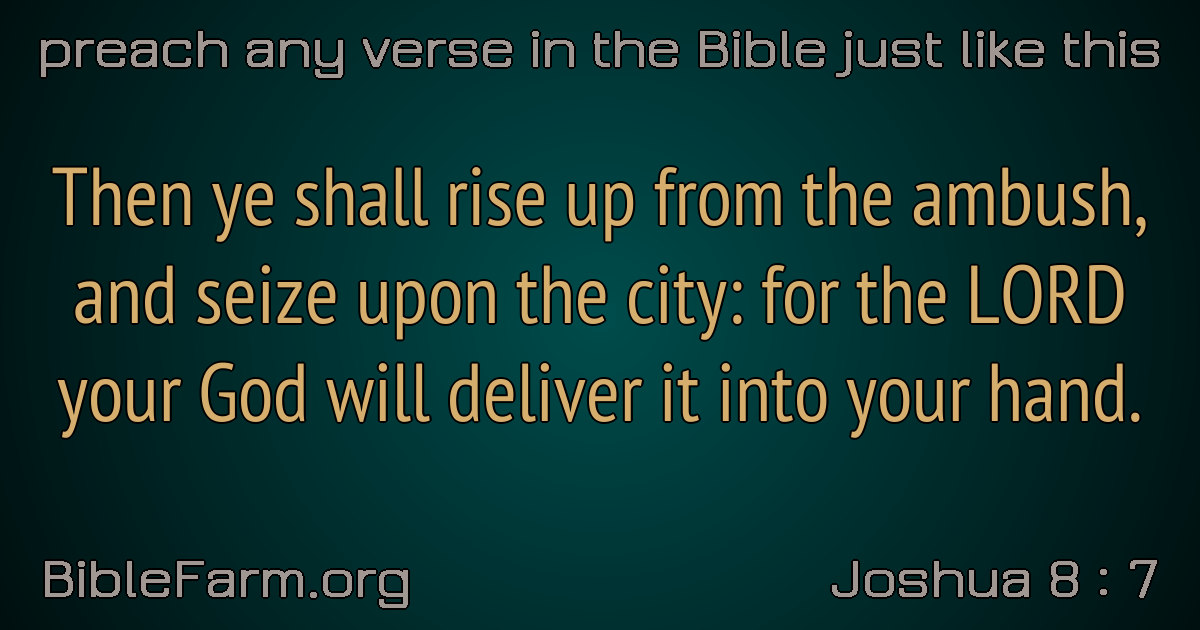 preach any verse in the Bible just like this
Then ye shall rise up from the ambush,
and seize upon the city: for the LORD
your God will deliver it into your hand.
BibleFarm.org
Joshua 8 : 7